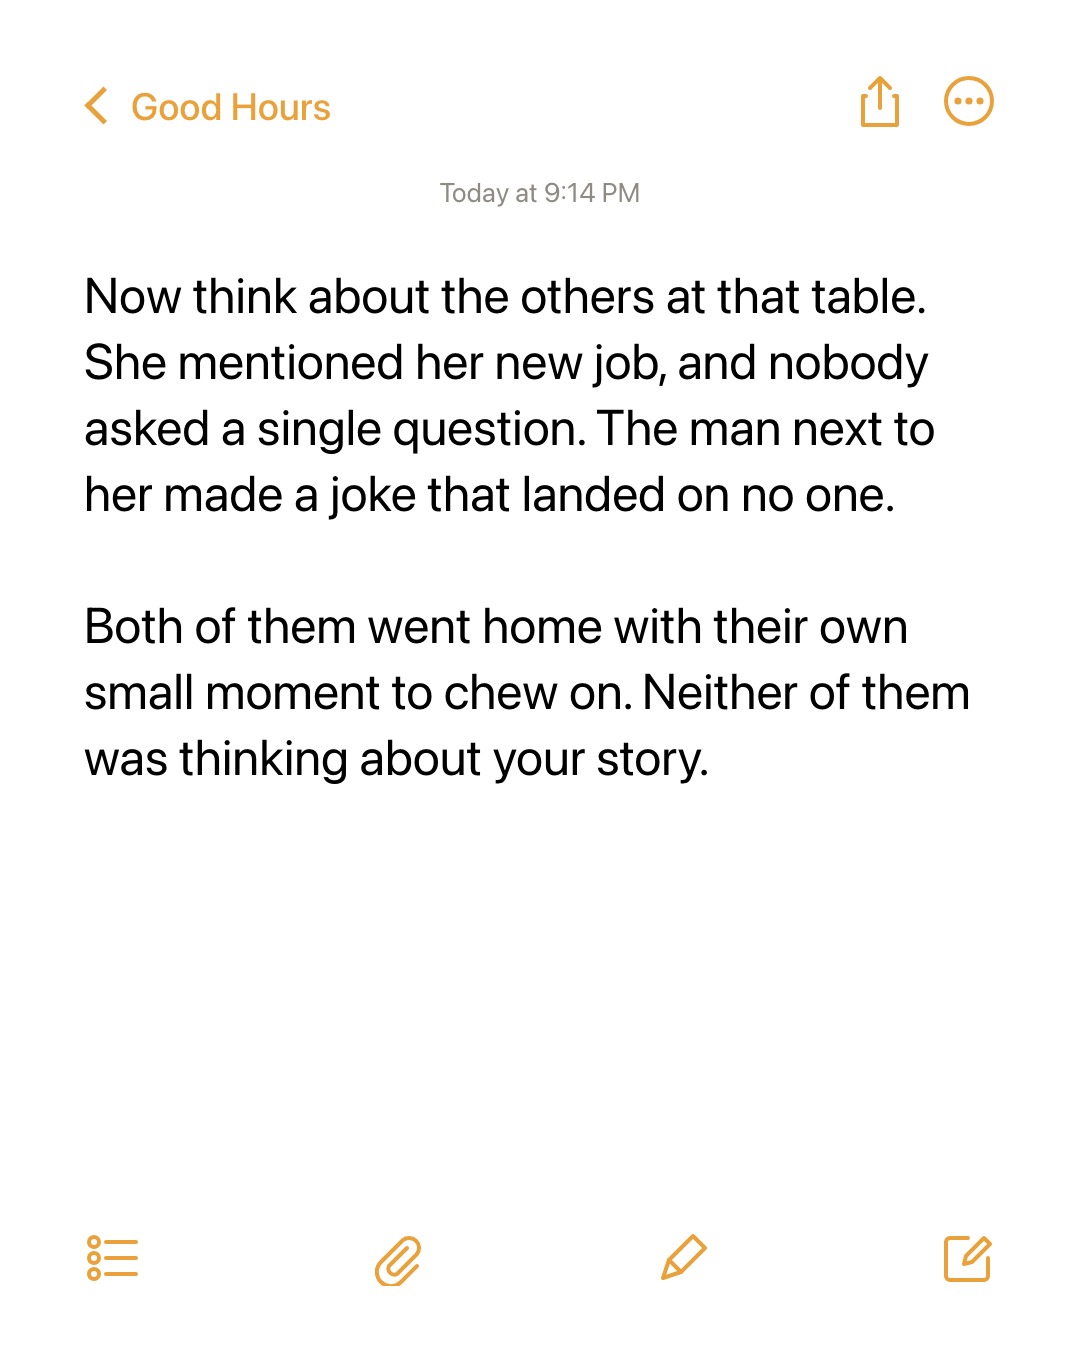 Good Hours
Today at 9:14 PM
Now think about the others at that table.
She mentioned her new job, and nobody
asked a single question. The man next to
her made a joke that landed on no one.
Both of them went home with their own
small moment to chew on. Neither of them
was thinking about your story.